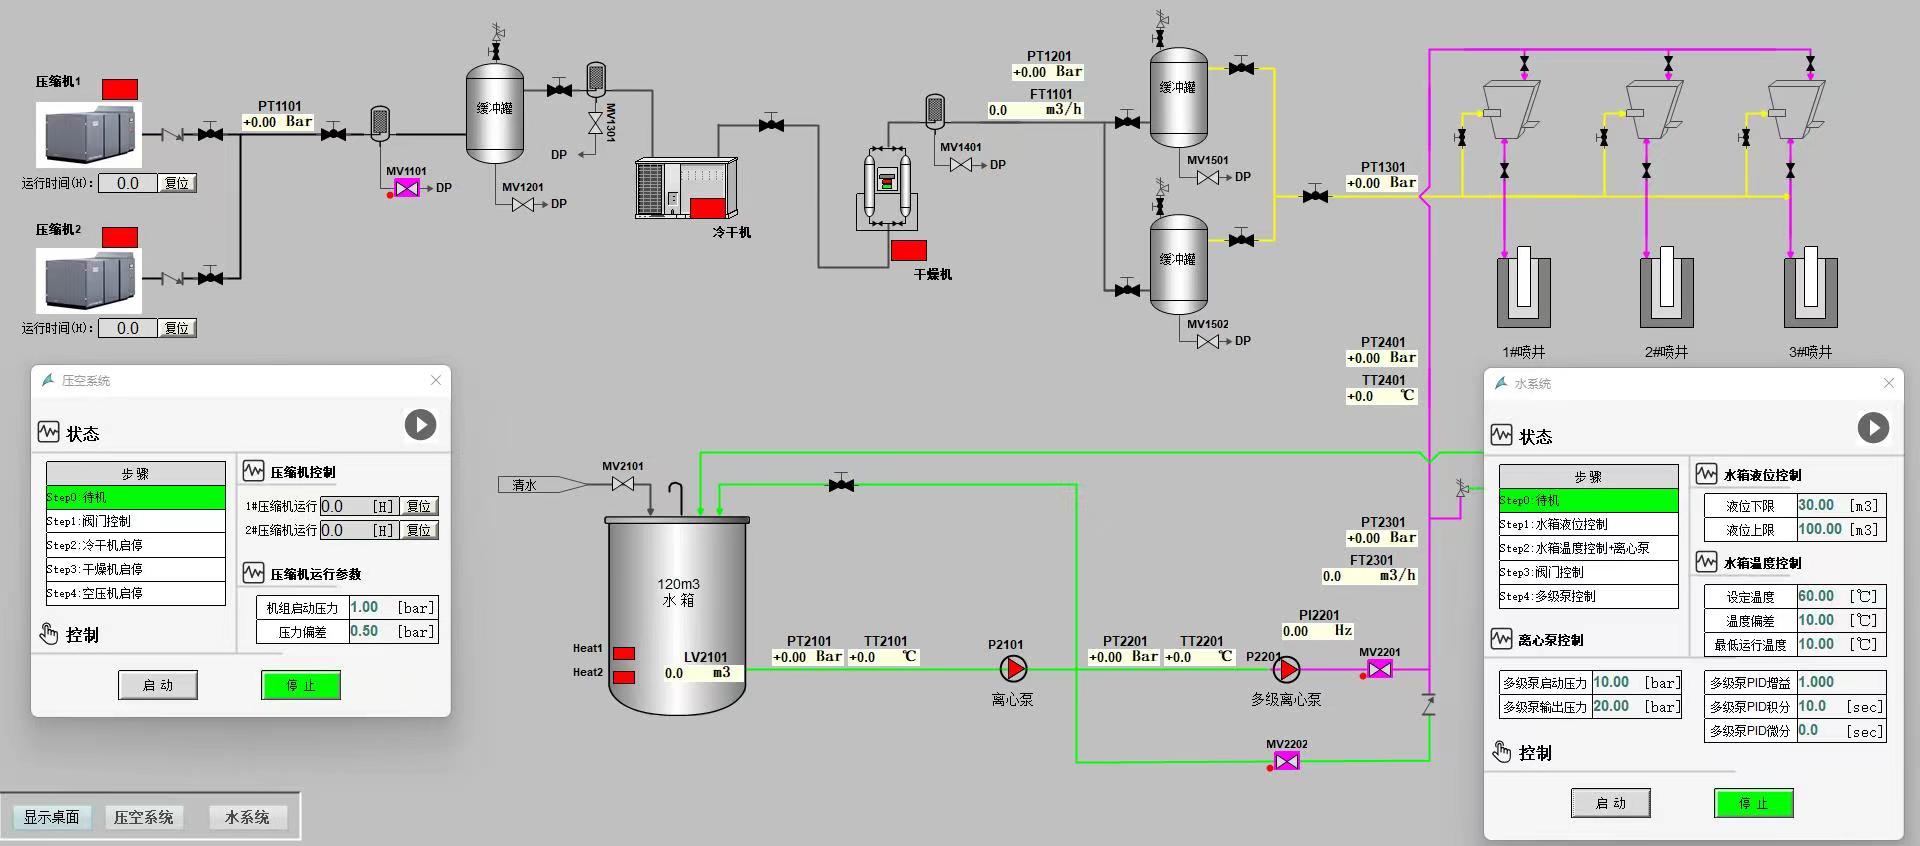 压缩机1
PT1101
+0.00 Bar
运行时间(H): 0.0 复位
压缩机2
运行时间(H): 0.0 复位
MV1101
DP
缓冲罐
MV1201
DP
MV1301
DP
冷干机
干燥机
MV1401
DP
PT1201
+0.00 Bar
FT1101
0.0 m3/h
缓冲罐
MV1501
DP
缓冲罐
MV1502
DP
PT1301
+0.00 Bar
1#喷井
2#喷井
3#喷井
PT2401
+0.00 Bar
TT2401
+0.0 ℃
清水
MV2101
120m3
水 箱
Heat1
Heat2
LV2101
0.0 m3
PT2101
+0.00 Bar
TT2101
+0.0 ℃
P2101
离心泵
PT2201
+0.00 Bar
TT2201
+0.0 ℃
PI2201
0.00 Hz
P2201
多级离心泵
MV2201
MV2202
PT2301
+0.00 Bar
FT2301
0.0 m3/h
压空系统
状态
步 骤
Step0:待机
Step1:阀门控制
Step2:冷干机启停
Step3:干燥机启停
Step4:空压机启停
控制
压缩机控制
1#压缩机运行 0.0 [H] 复位
2#压缩机运行 0.0 [H] 复位
压缩机运行参数
机组启动压力 1.00 [bar]
压力偏差 0.50 [bar]
启 动
停 止
水系统
状态
步 骤
Step0:待机
Step1:水箱液位控制
Step2:水箱温度控制+离心泵
Step3:阀门控制
Step4:多级泵控制
水箱液位控制
液位下限 30.00 [m3]
液位上限 100.00 [m3]
水箱温度控制
设定温度 60.00 [℃]
温度偏差 10.00 [℃]
最低运行温度 10.00 [℃]
离心泵控制
多级泵启动压力 10.00 [bar]
多级泵输出压力 20.00 [bar]
多级泵PID增益 1.000
多级泵PID积分 10.0 [sec]
多级泵PID微分 0.0 [sec]
控制
启 动
停 止
显示桌面
压空系统
水系统